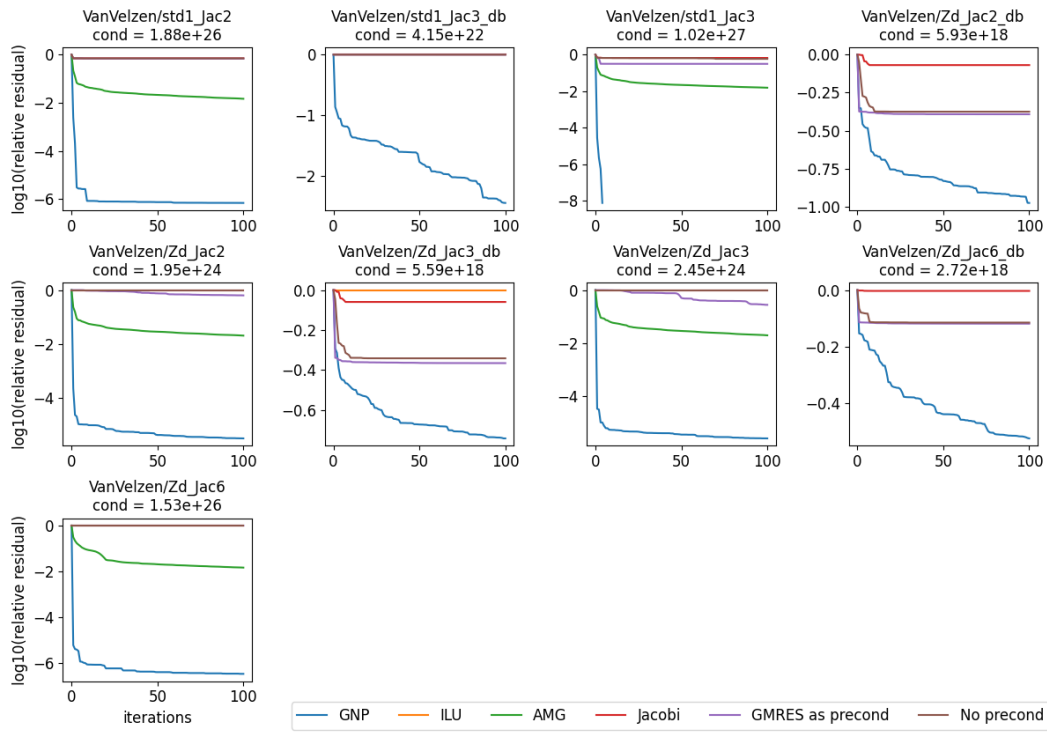 VanVelzen/std1_Jac2
cond = 1.88e+26
VanVelzen/std1_Jac3_db
cond = 4.15e+22
VanVelzen/std1_Jac3
cond = 1.02e+27
VanVelzen/Zd_Jac2_db
cond = 5.93e+18
log10(relative residual)
0
−2
−4
−6
0
50
100
0
−1
−2
0
50
100
0
−2
−4
−6
−8
0
50
100
0.00
−0.25
−0.50
−0.75
−1.00
0
50
100
VanVelzen/Zd_Jac2
cond = 1.95e+24
VanVelzen/Zd_Jac3_db
cond = 5.59e+18
VanVelzen/Zd_Jac3
cond = 2.45e+24
VanVelzen/Zd_Jac6_db
cond = 2.72e+18
log10(relative residual)
0
−2
−4
0
50
100
0.0
−0.2
−0.4
−0.6
0
50
100
0
−2
−4
0
50
100
0.0
−0.2
−0.4
0
50
100
VanVelzen/Zd_Jac6
cond = 1.53e+26
log10(relative residual)
0
−2
−4
−6
0
50
100
iterations
GNP
ILU
AMG
Jacobi
GMRES as precond
No precond